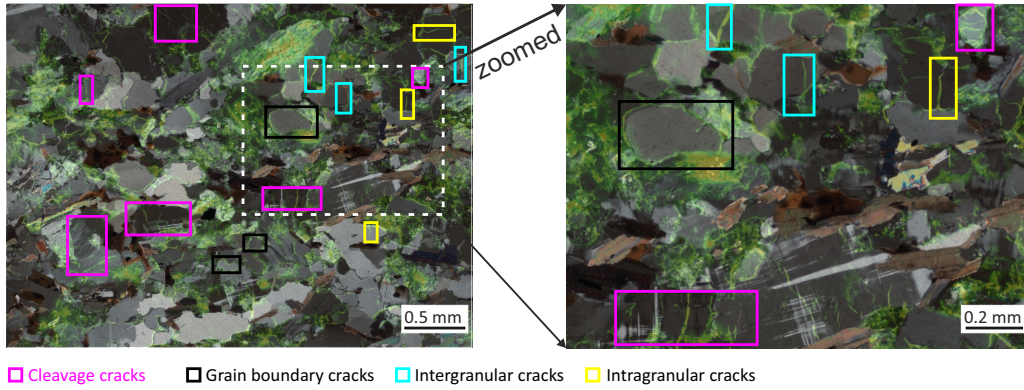 zoomed
0.5 mm
0.2 mm
Cleavage cracks
Grain boundary cracks
Intergranular cracks
Intragranular cracks